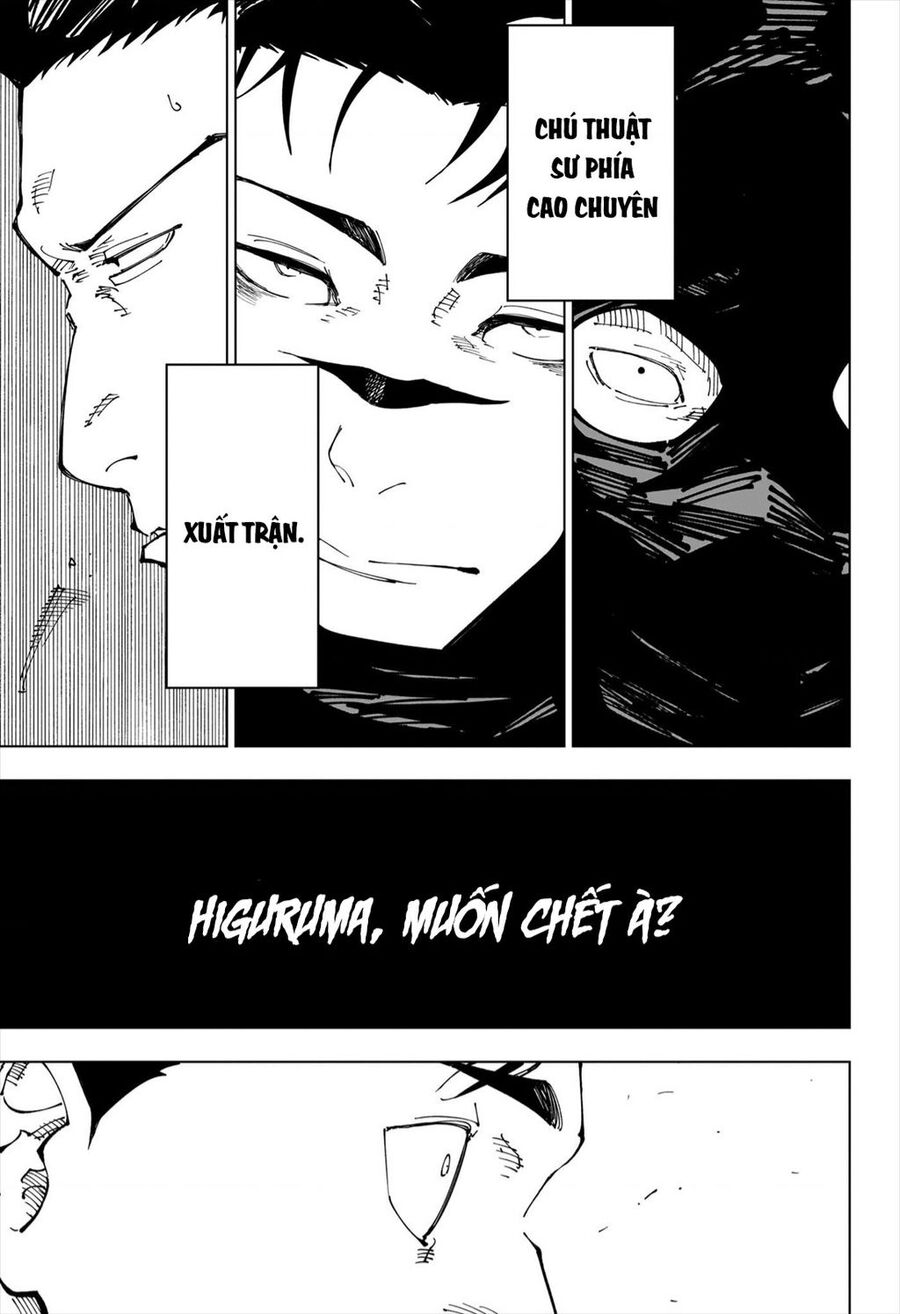 CHÚ THUẬT
SƯ PHÍA
CAO CHUYÊN
XUẤT TRẬN.
HIGURUMA, MUỐN CHẾT À?